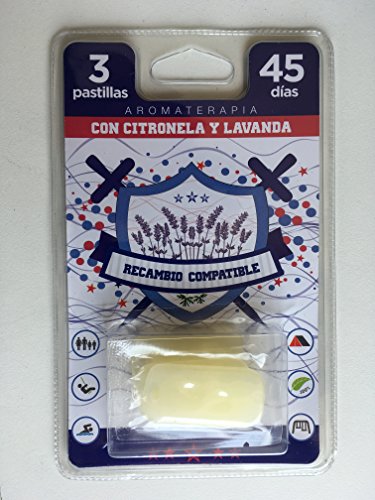 3 pastillas
45 días
AROMATERAPIA
CON CITRONELA Y LAVANDA
RECAMBIO COMPATIBLE